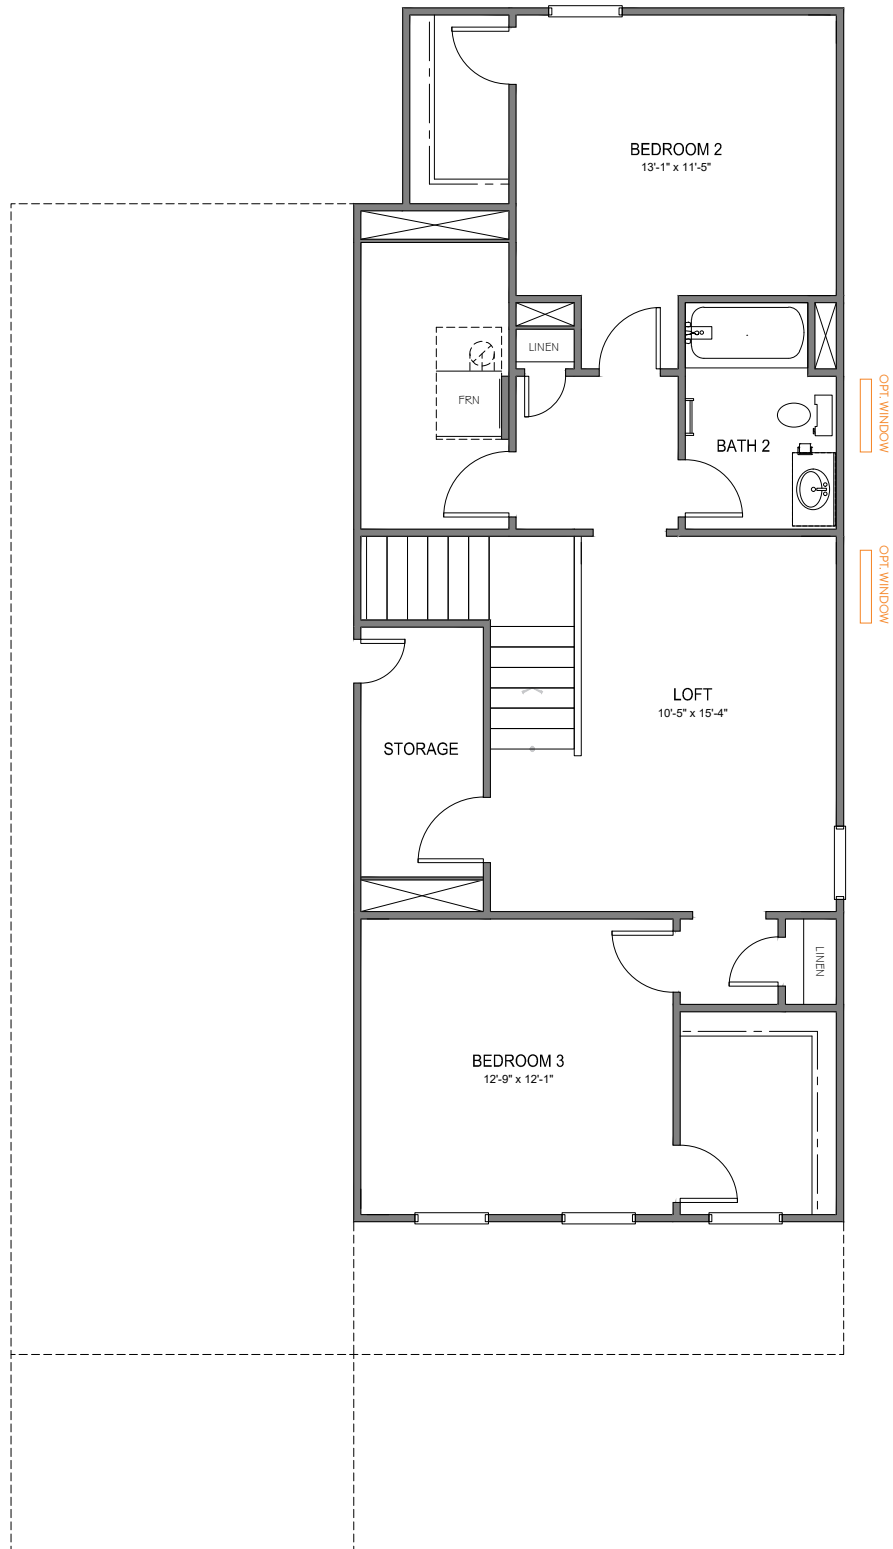 BEDROOM 2
13'-1" x 11'-5"
LINEN
FRN
BATH 2
OPT. WINDOW
OPT. WINDOW
LOFT
10'-5" x 15'-4"
STORAGE
LINEN
BEDROOM 3
12'-9" x 12'-1"